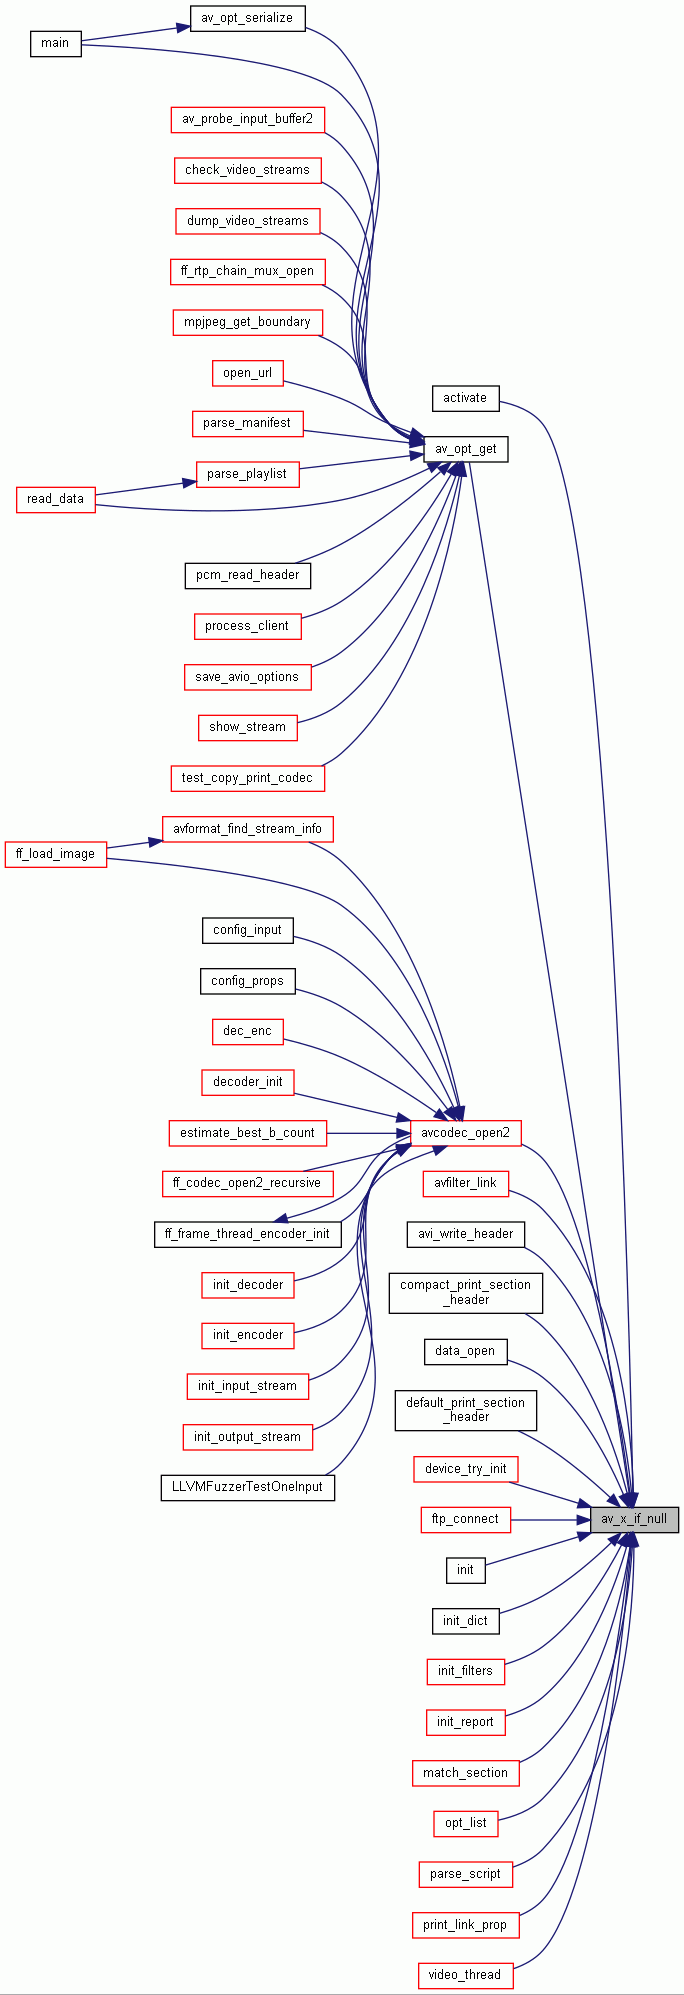 av_opt_serialize
main
av_probe_input_buffer2
check_video_streams
dump_video_streams
ff_rtp_chain_mux_open
mpjpeg_get_boundary
open_url
activate
parse_manifest
av_opt_get
parse_playlist
read_data
pcm_read_header
process_client
save_avio_options
show_stream
test_copy_print_codec
avformat_find_stream_info
ff_load_image
config_input
config_props
dec_enc
decoder_init
estimate_best_b_count
avcodec_open2
ff_codec_open2_recursive
avfilter_link
ff_frame_thread_encoder_init
avi_write_header
init_decoder
compact_print_section
_header
init_encoder
data_open
init_input_stream
default_print_section
_header
init_output_stream
device_try_init
LLVMFuzzerTestOneInput
ftp_connect
av_x_if_null
init
init_dict
init_filters
init_report
match_section
opt_list
parse_script
print_link_prop
video_thread